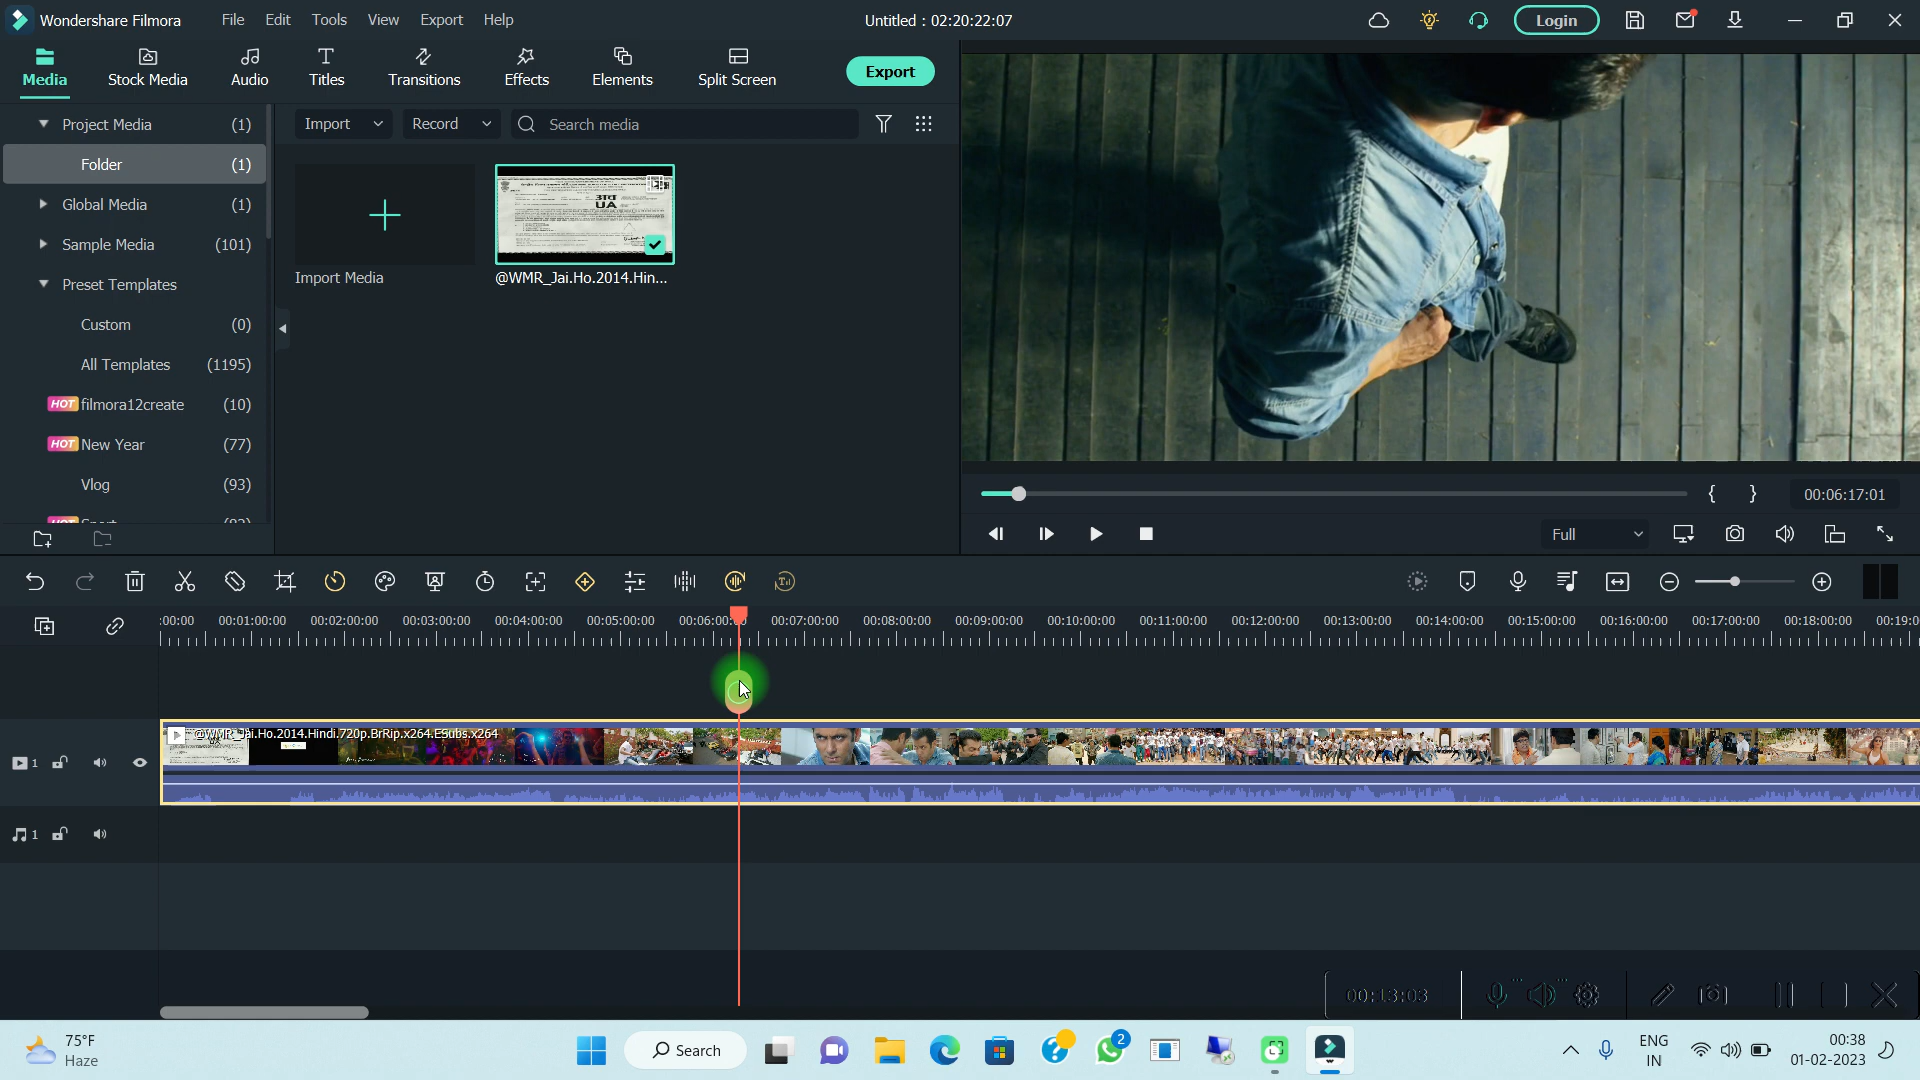 Wondershare Filmora
File Edit Tools View Export Help
Untitled : 02:20:22:07
Login
Media Stock Media Audio Titles Transitions Effects Elements Split Screen
Export
Project Media (1)
Folder (1)
Global Media (1)
Sample Media (101)
Preset Templates
Custom (0)
All Templates (1195)
HOT filmora12create (10)
HOT New Year (77)
Vlog (93)
Import Record Search media
अव
UA
Import Media
@WMR_Jai.Ho.2014.Hin...
00:06:17:01
Full
:00:00 00:01:00:00 00:02:00:00 00:03:00:00 00:04:00:00 00:05:00:00 00:06:00:00 00:07:00:00 00:08:00:00 00:09:00:00 00:10:00:00 00:11:00:00 00:12:00:00 00:13:00:00 00:14:00:00 00:15:00:00 00:16:00:00 00:17:00:00 00:18:00:00 00:19:0
@WMR_Jai.Ho.2014.Hindi.720p.BrRip.x264.ESubs.x264
1
1
00:13:03
75°F
Haze
Search
2
ENG
IN
00:38
01-02-2023